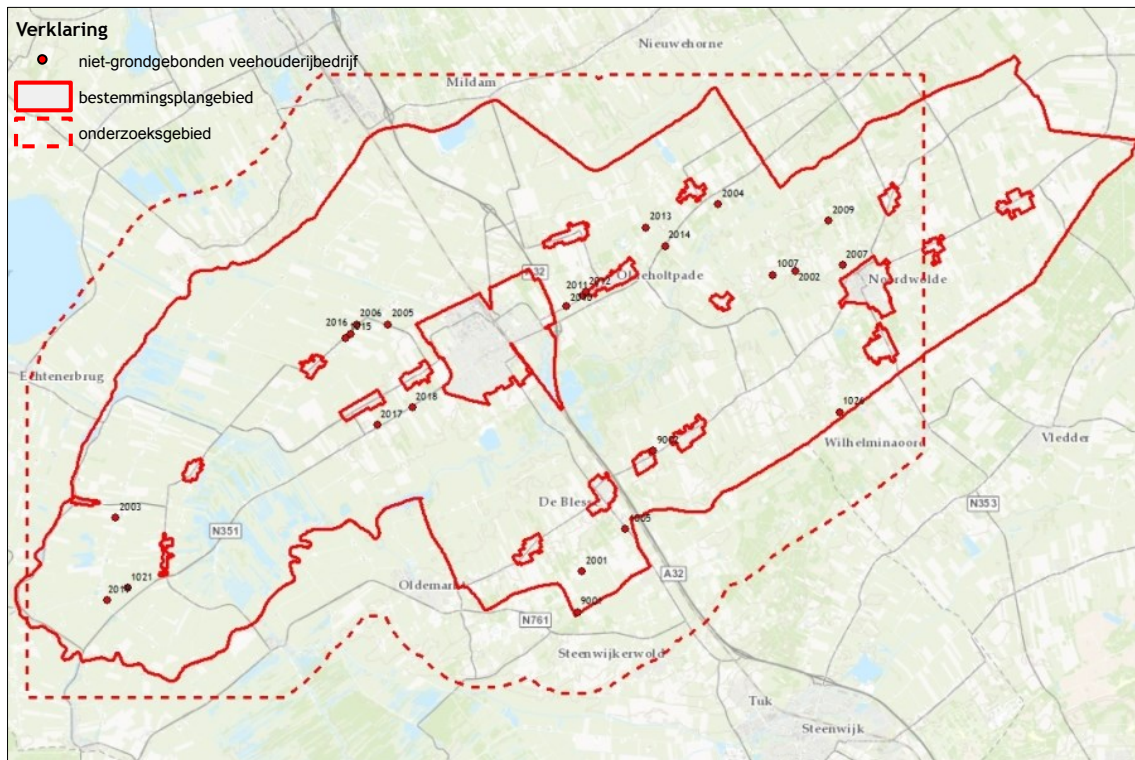 Verklaring
niet-grondgebonden veehouderijbedrijf
bestemmingsplangebied
onderzoeksgebied
Nieuwehorne
Mildam
2004
2009
2013
2014
2007
1007
2002
Noordwolde
A32
2012
2011
2006
2005
2016
Echtenerbrug
2018
2017
1024
9002
Wilhelminaoord
Vledder
N353
De Blesse
2003
N351
2001
A32
1021
Oldemarkt
9001
N761
Steenwijkerwold
Tuk
Steenwijk